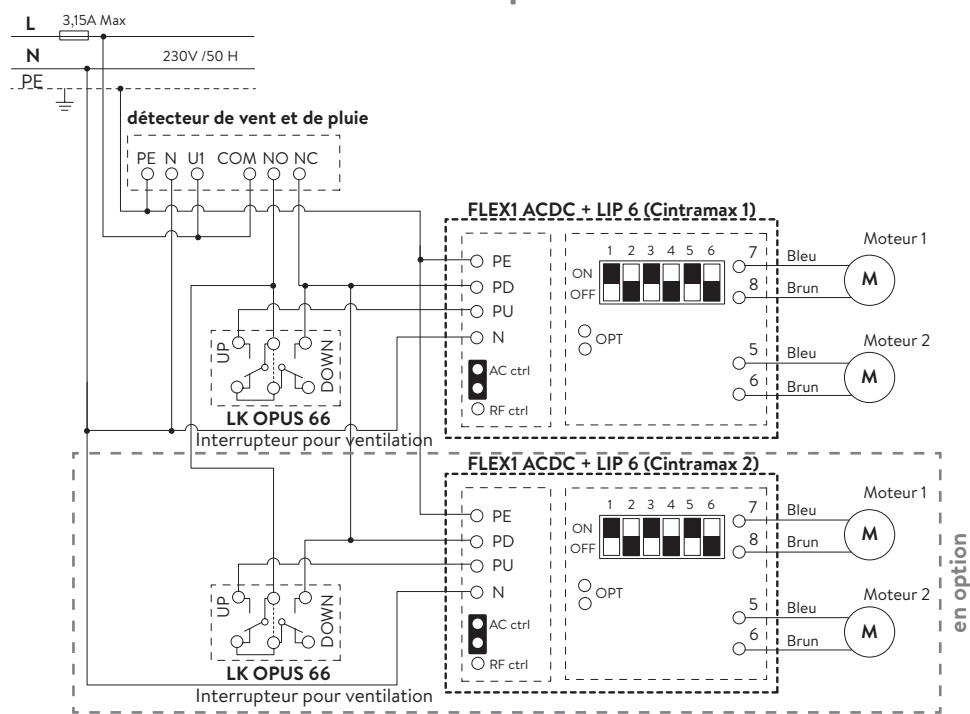 L 3,15A Max
N 230V /50 H
PE
détecteur de vent et de pluie
PE N U1 COM NO NC
FLEX1 ACDC + LIP 6 (Cintramax 1)
PE
PD
PU
N
AC ctrl
RF ctrl
1 2 3 4 5 6
ON
OFF
OPT
7
8
5
6
Moteur 1
Bleu
Brun
M
Moteur 2
Bleu
Brun
M
UP
DOWN
LK OPUS 66
Interrupteur pour ventilation
FLEX1 ACDC + LIP 6 (Cintramax 2)
PE
PD
PU
N
AC ctrl
RF ctrl
1 2 3 4 5 6
ON
OFF
OPT
7
8
5
6
Moteur 1
Bleu
Brun
M
Moteur 2
Bleu
Brun
M
UP
DOWN
LK OPUS 66
Interrupteur pour ventilation
en option